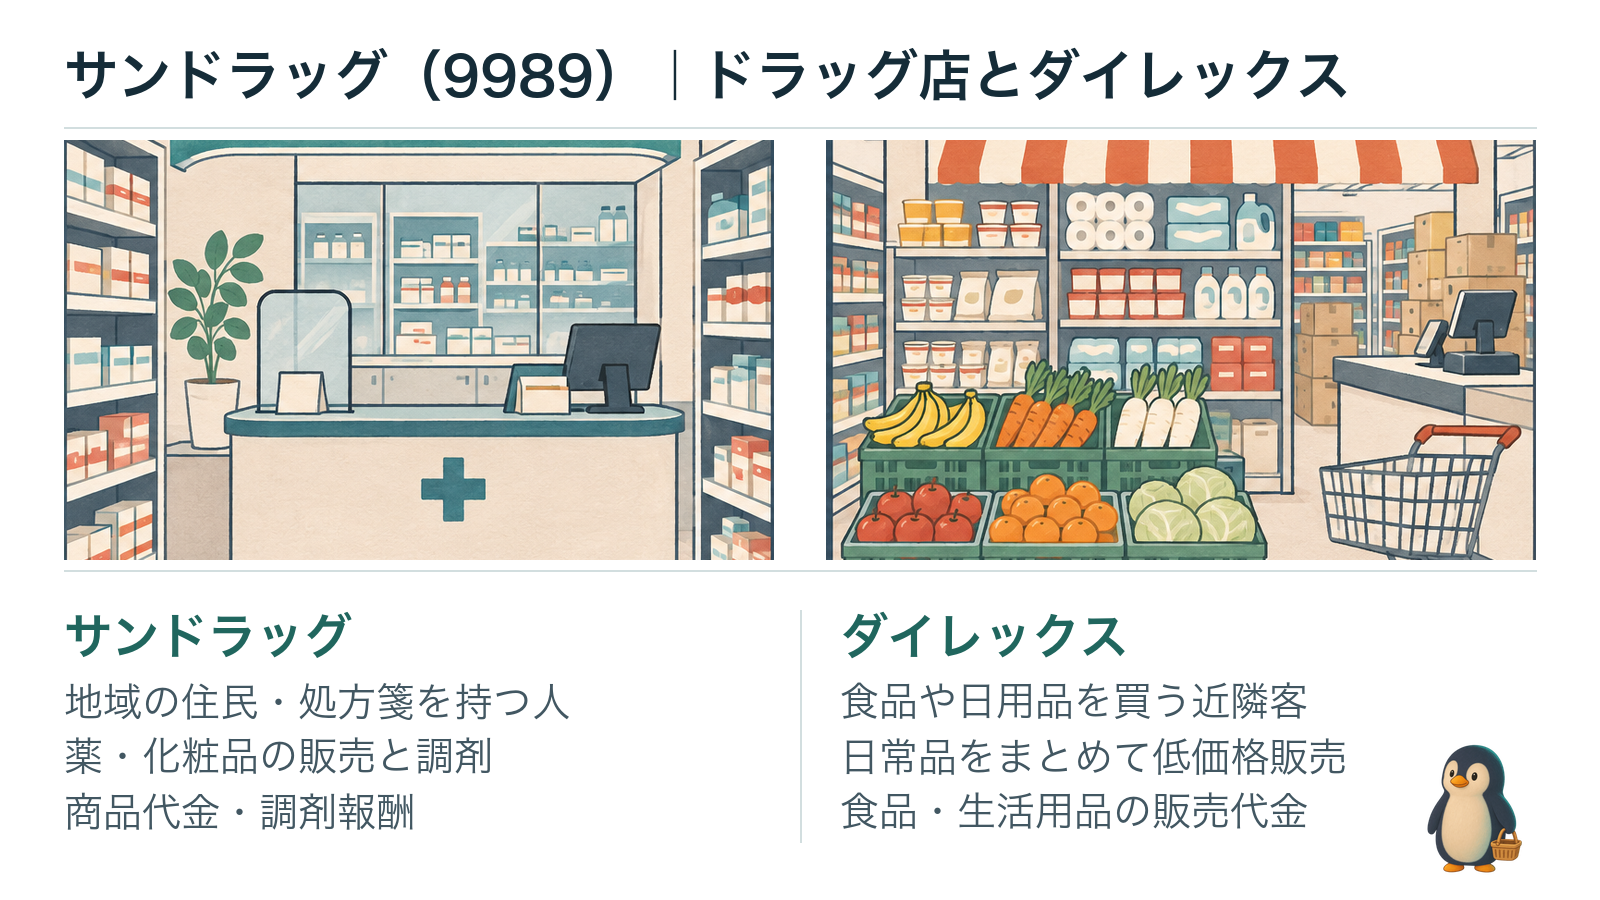 サンドラッグ（9989）｜ドラッグ店とダイレックス
サンドラッグ
地域の住民・処方箋を持つ人
薬・化粧品の販売と調剤
商品代金・調剤報酬
ダイレックス
食品や日用品を買う近隣客
日常品をまとめて低価格販売
食品・生活用品の販売代金